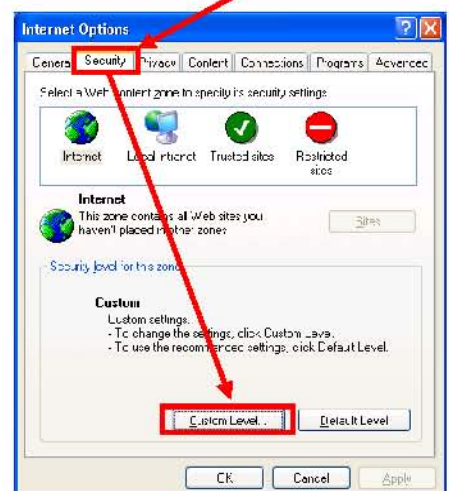 Internet Options
General Security Privacy Content Connections Programs Advanced
Select a Web content zone to specify its security settings
Internet Local intranet Trusted sites Restricted sites
Internet
This zone contains all Web sites you
haven't placed in other zones
Sites
Security level for this zone
Custom
Custom settings.
- To change the settings, click Custom Level.
- To use the recommended settings, click Default Level.
Custom Level...
Default Level
OK
Cancel
Apply